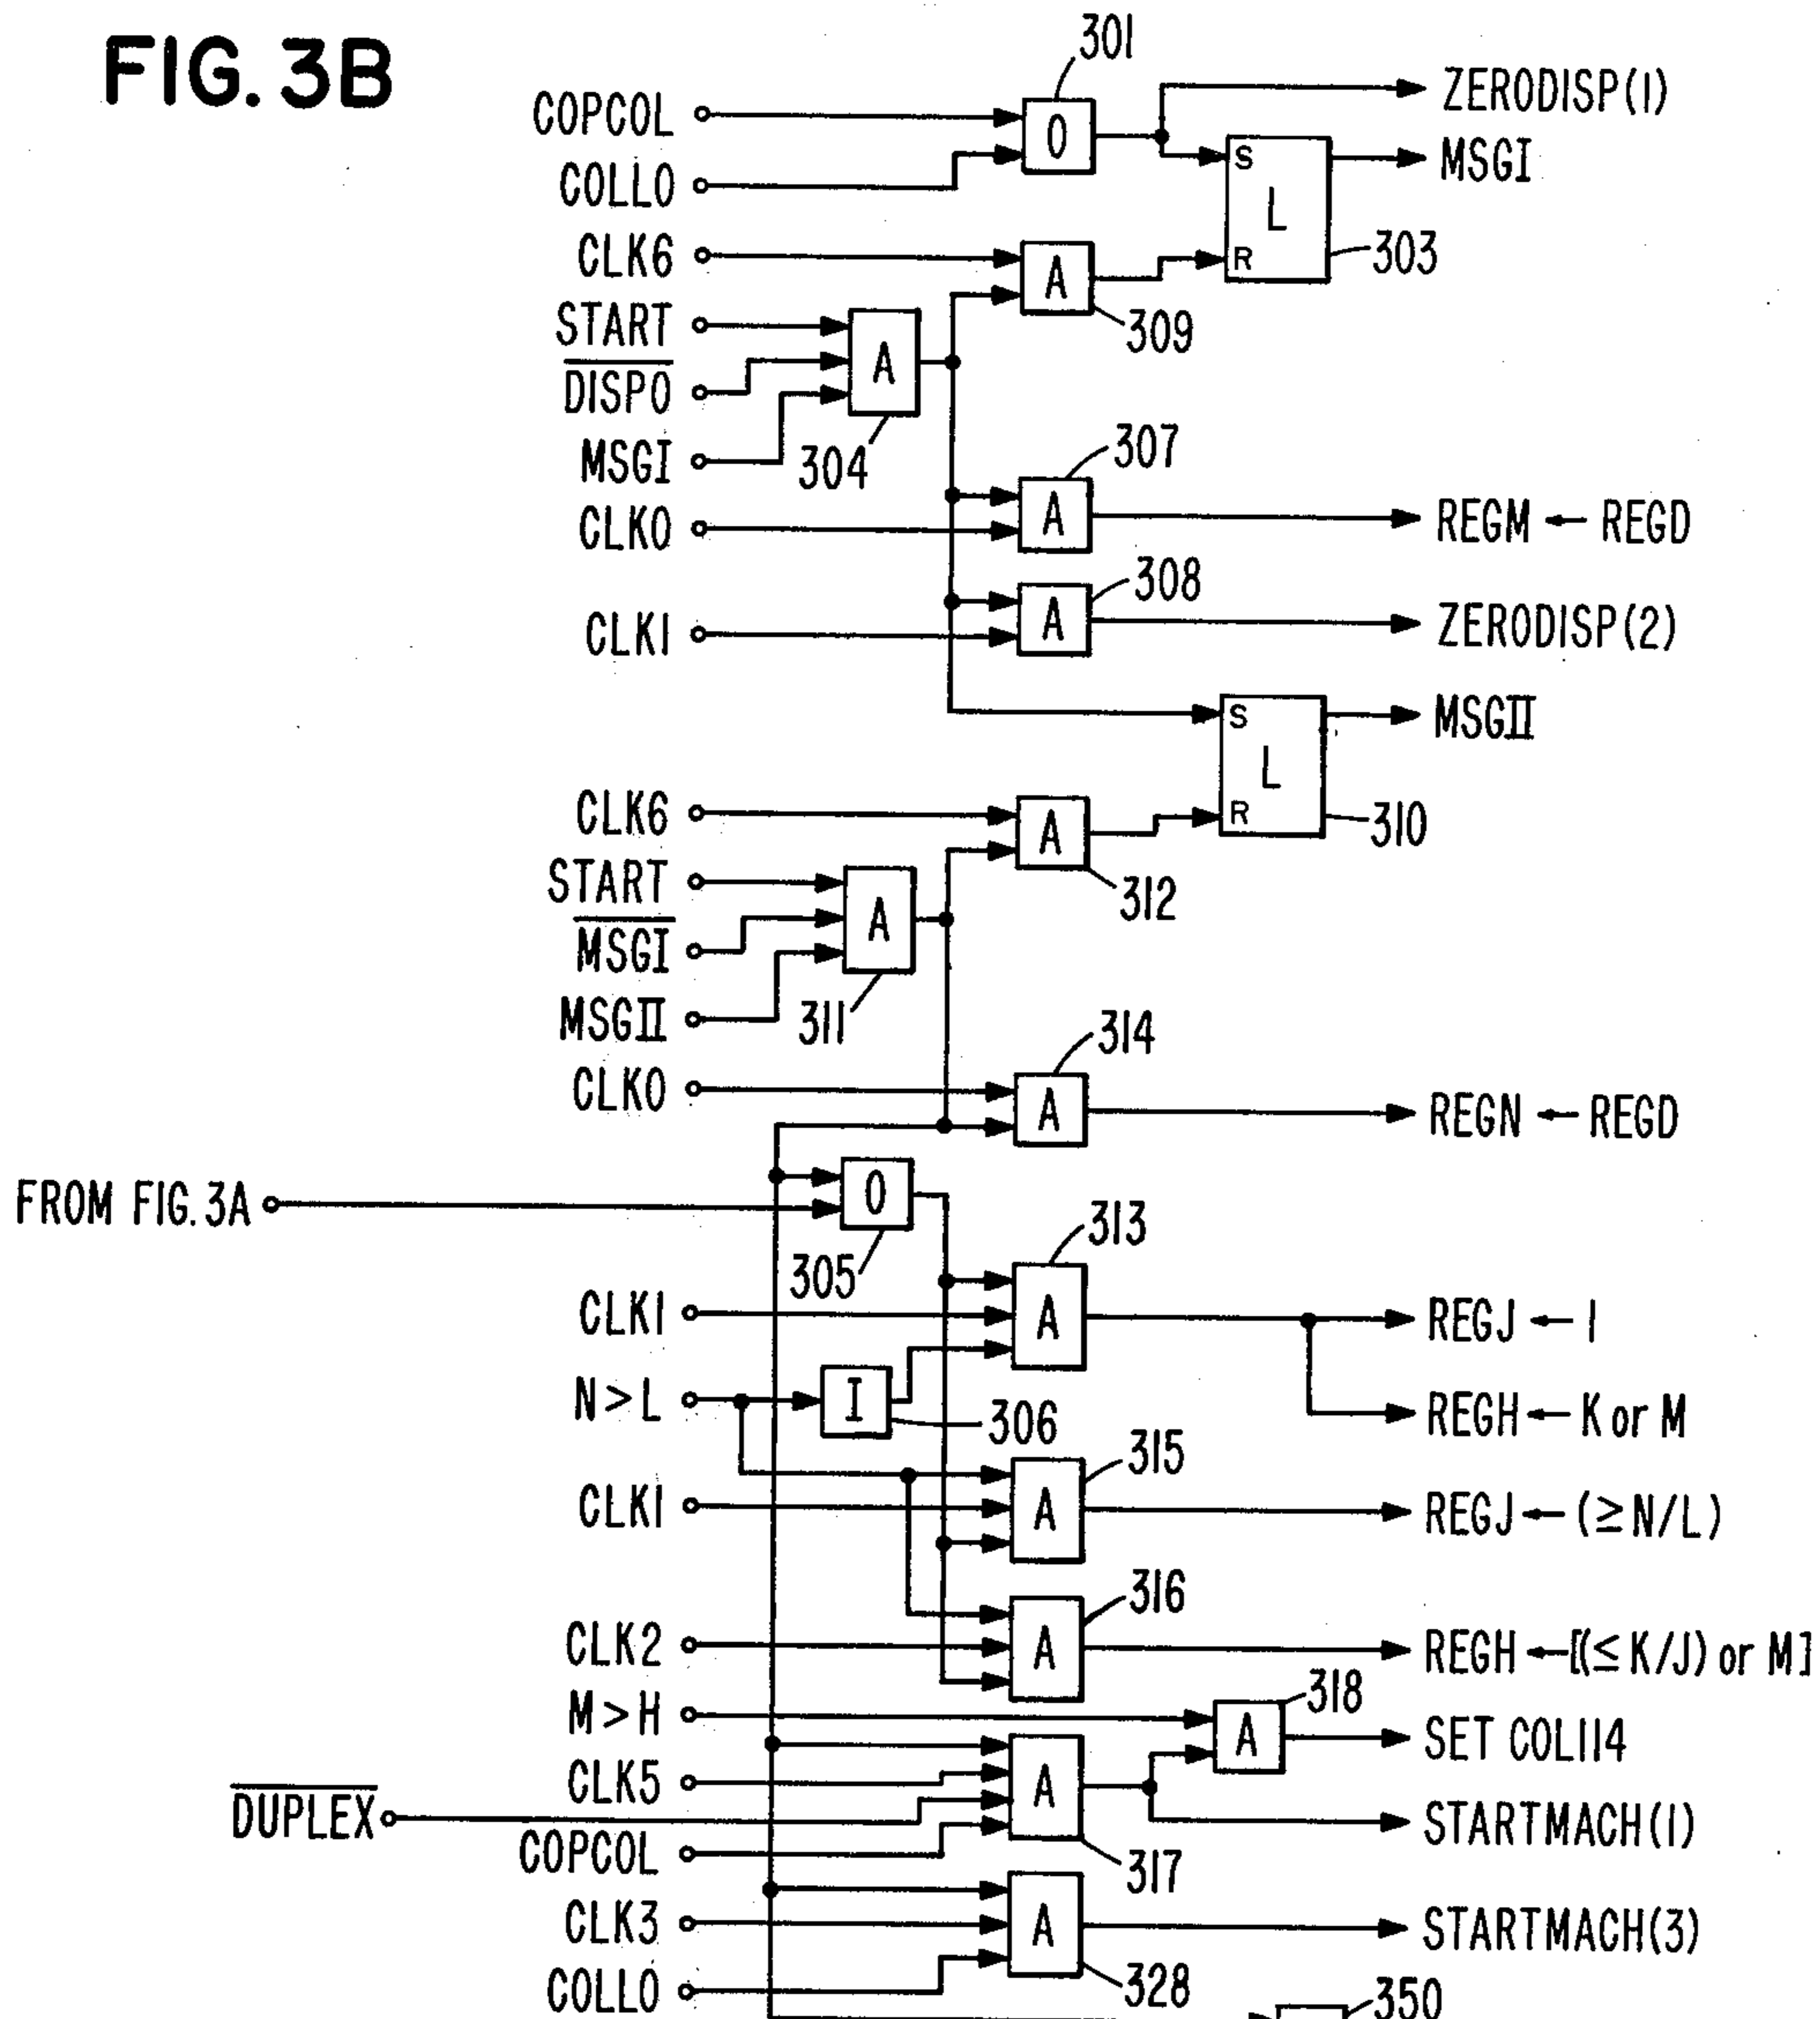 FIG. 3B
301
COPCOL
O
ZERODISP(1)
COLLO
S
MSGI
L
CLK6
A
R
303
START
309
A
DISPO
MSGI
304
307
CLKO
A
REGM ← REGD
308
CLK1
A
ZERODISP(2)
S
MSGII
L
CLK6
A
R
310
START
312
A
MSGI
MSGII
311
314
CLKO
A
REGN ← REGD
FROM FIG. 3A
O
305
313
CLK1
A
REGJ ← 1
N > L
I
306
REGH ← K or M
315
CLK1
A
REGJ ← (≥ N/L)
316
CLK2
A
REGH ← [(≤ K/J) or M]
M > H
318
A
SET COL114
CLK5
A
DUPLEX
STARTMACH(1)
COPCOL
317
CLK3
A
STARTMACH(3)
COLLO
328
350